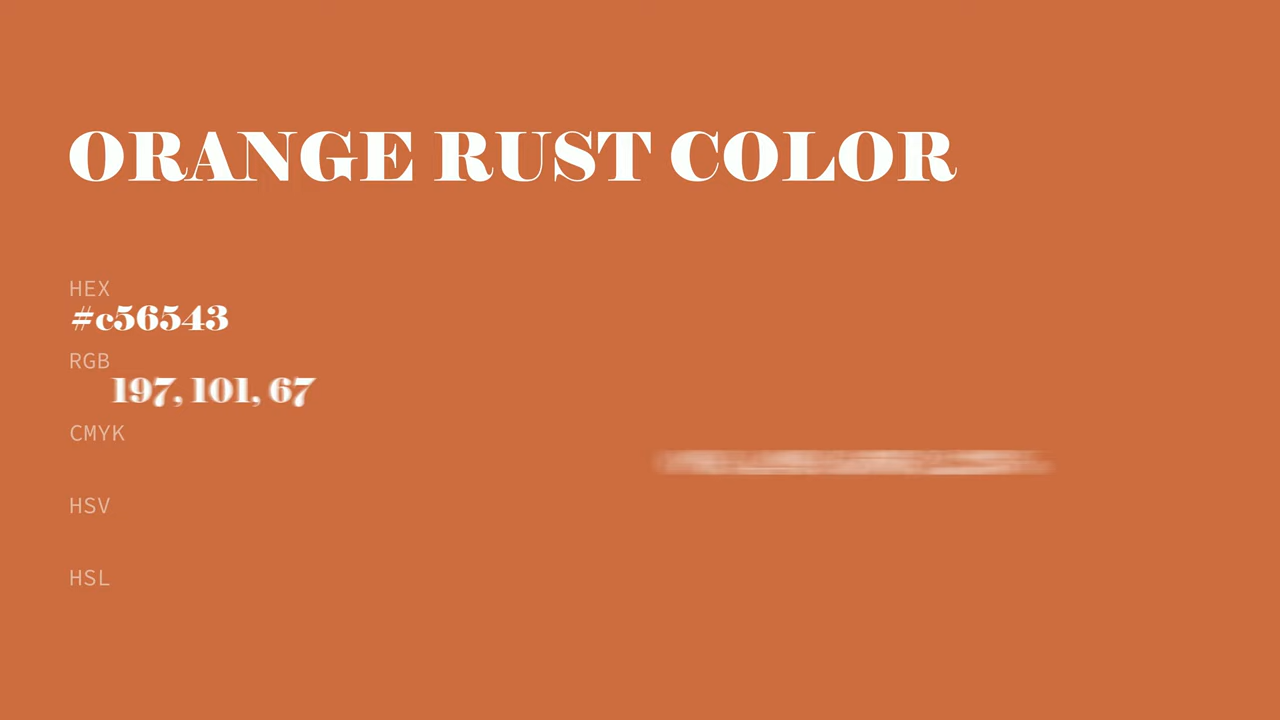 ORANGE RUST COLOR
HEX
#c56543
RGB
197, 101, 67
CMYK
HSV
HSL